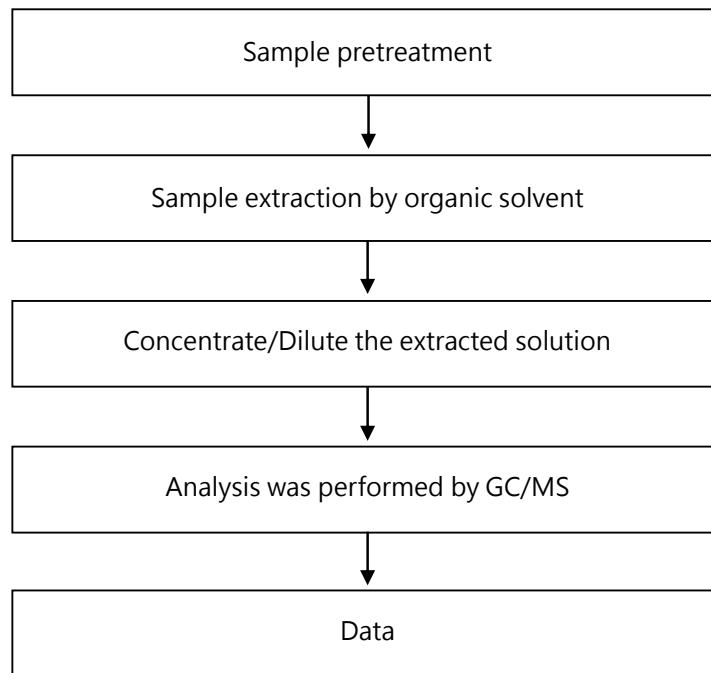 Sample pretreatment
Sample extraction by organic solvent
Concentrate/Dilute the extracted solution
Analysis was performed by GC/MS
Data